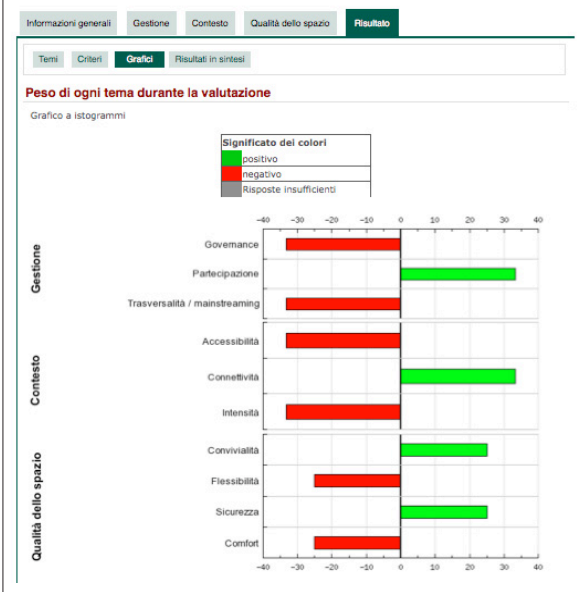 Informazioni generali Gestione Contesto Qualità dello spazio Risultato
Temi Criteri Grafici Risultati in sintesi
Peso di ogni tema durante la valutazione
Grafico a istogrammi
Significato dei colori
positivo
negativo
Risposte insufficienti
-40 -30 -20 -10 0 10 20 30 40
Gestione
Governance
Partecipazione
Trasversalità / mainstreaming
Contesto
Accessibilità
Connettività
Intensità
Qualità dello spazio
Convivialità
Flessibilità
Sicurezza
Comfort
-40 -30 -20 -10 0 10 20 30 40